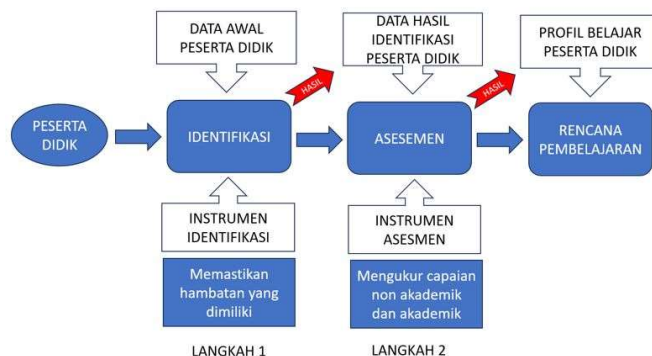 DATA AWAL
PESERTA DIDIK
DATA HASIL
IDENTIFIKASI
PESERTA DIDIK
PROFIL BELAJAR
PESERTA DIDIK
HASIL
HASIL
PESERTA
DIDIK
IDENTIFIKASI
ASESEMEN
RENCANA
PEMBELAJARAN
INSTRUMEN
IDENTIFIKASI
INSTRUMEN
ASESMEN
Memastikan
hambatan yang
dimiliki
Mengukur capaian
non akademik
dan akademik
LANGKAH 1
LANGKAH 2